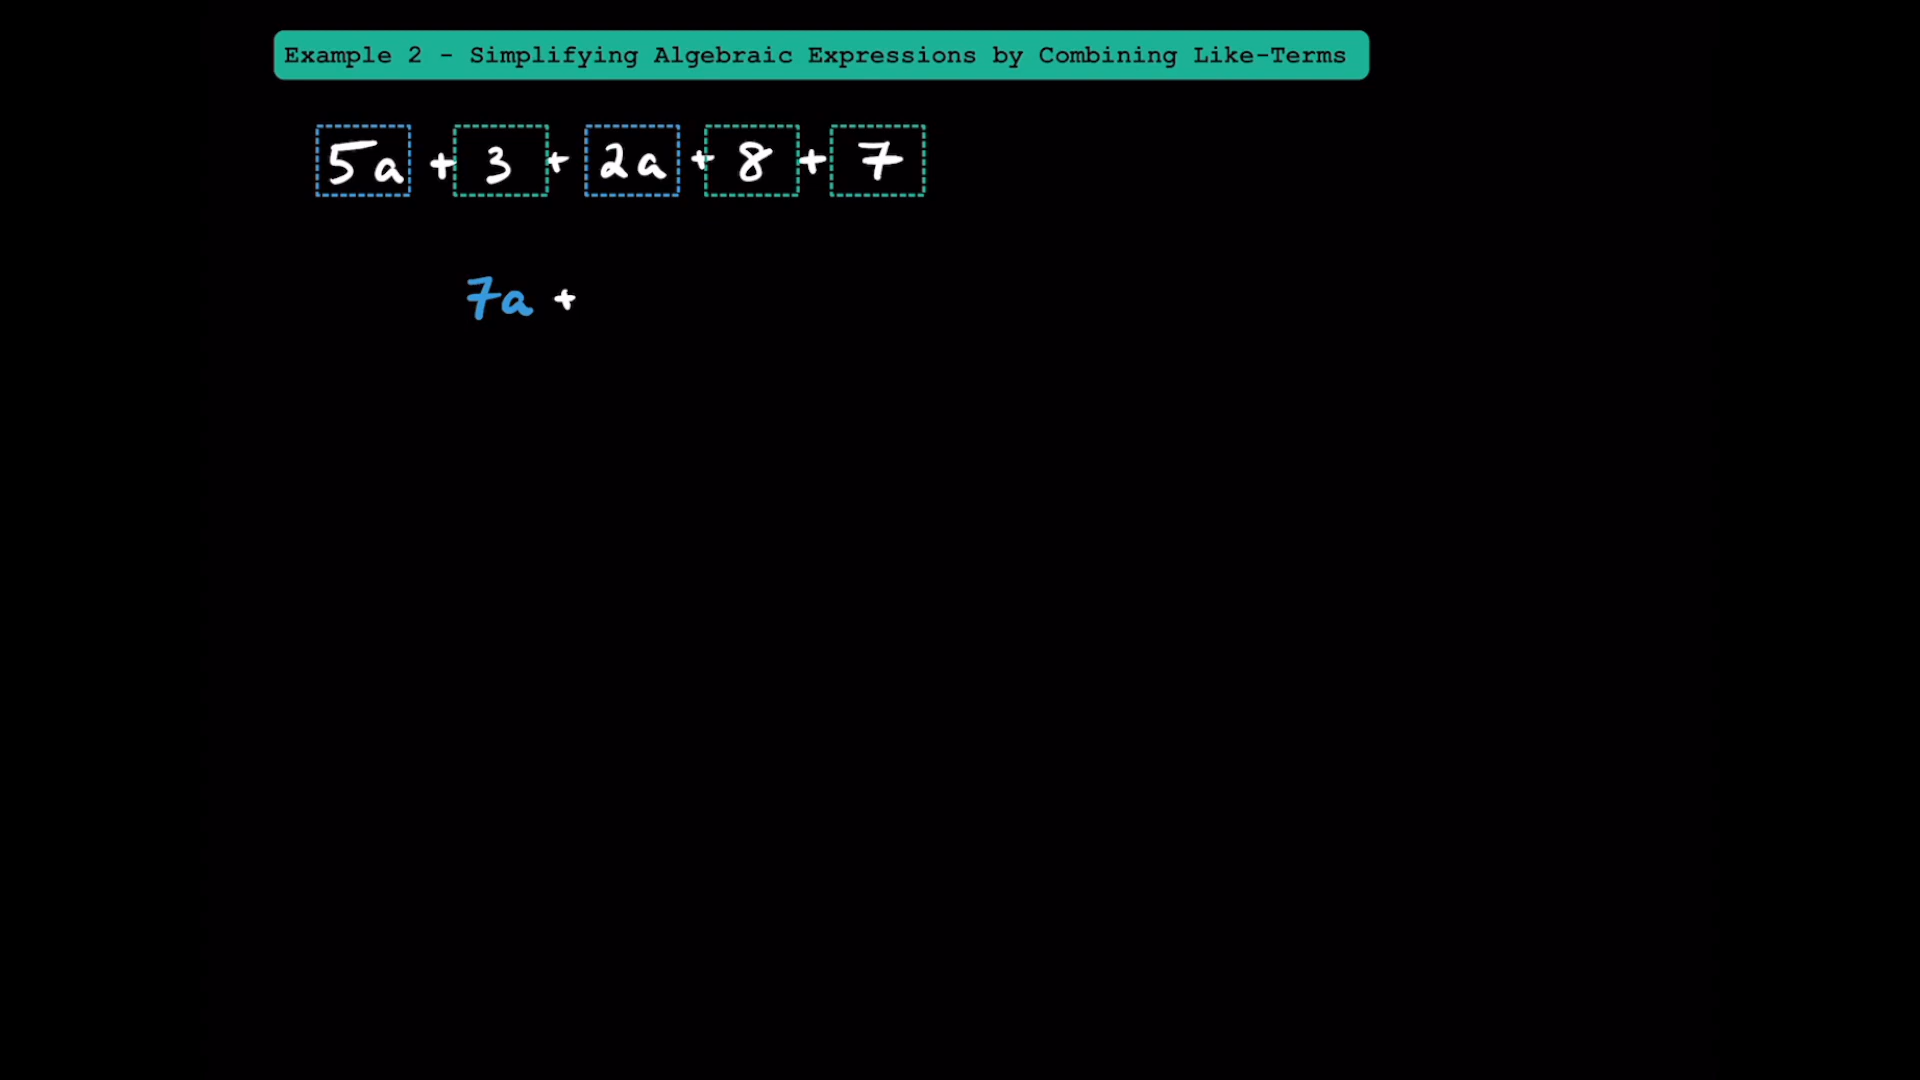 Example 2 - Simplifying Algebraic Expressions by Combining Like-Terms
5a + 3 + 2a + 8 + 7
7a +